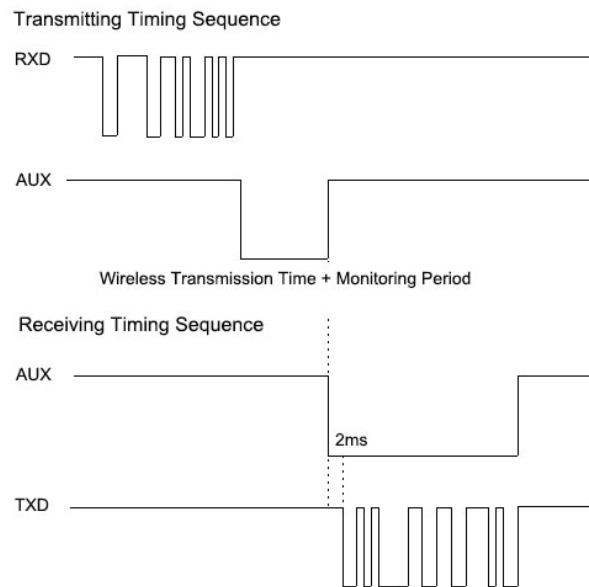 Transmitting Timing Sequence
RXD
AUX
Wireless Transmission Time + Monitoring Period
Receiving Timing Sequence
AUX
2ms
TXD